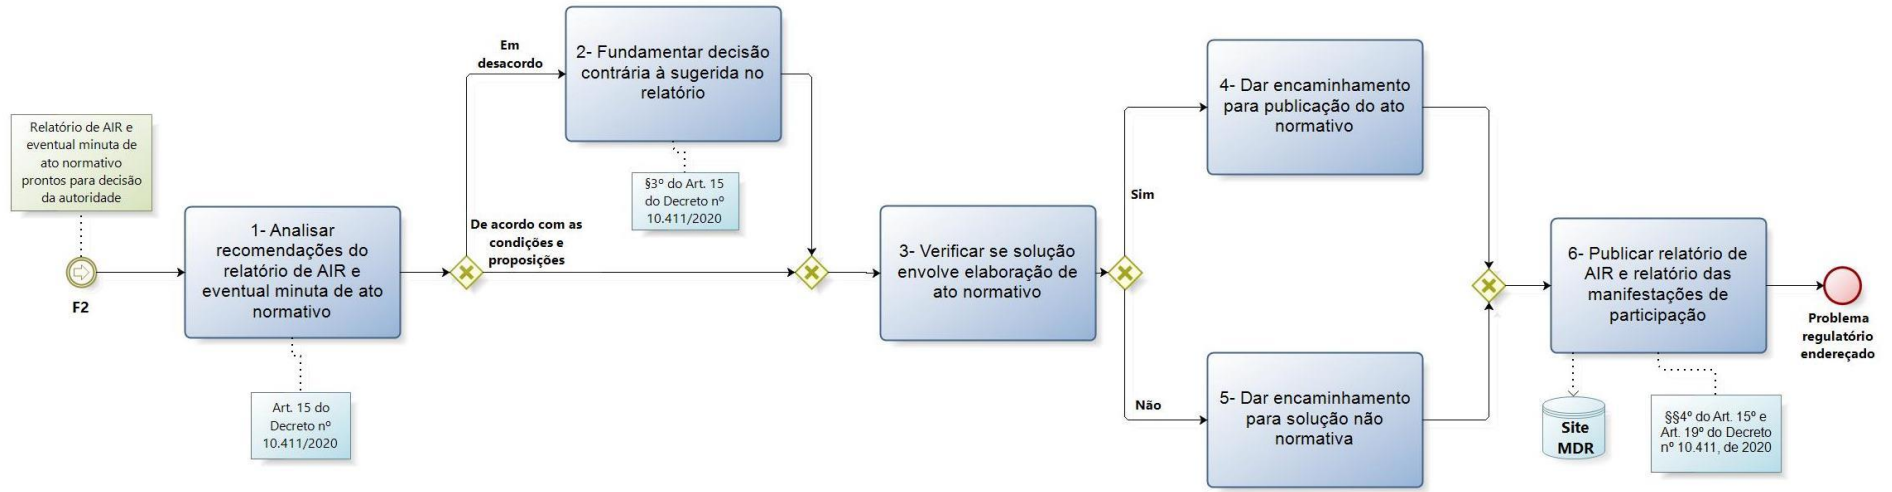 Relatório de AIR e
eventual minuta de
ato normativo
prontos para decisão
da autoridade
F2
1- Analisar
recomendações do
relatório de AIR e
eventual minuta de ato
normativo
Art. 15 do
Decreto nº
10.411/2020
Em
desacordo
De acordo com as
condições e
proposições
2- Fundamentar decisão
contrária à sugerida no
relatório
§3º do Art. 15
do Decreto nº
10.411/2020
3- Verificar se solução
envolve elaboração de
ato normativo
Sim
Não
4- Dar encaminhamento
para publicação do ato
normativo
5- Dar encaminhamento
para solução não
normativa
6- Publicar relatório de
AIR e relatório das
manifestações de
participação
Site
MDR
§§4º do Art. 15º e
Art. 19º do Decreto
nº 10.411, de 2020
Problema
regulatório
endereçado